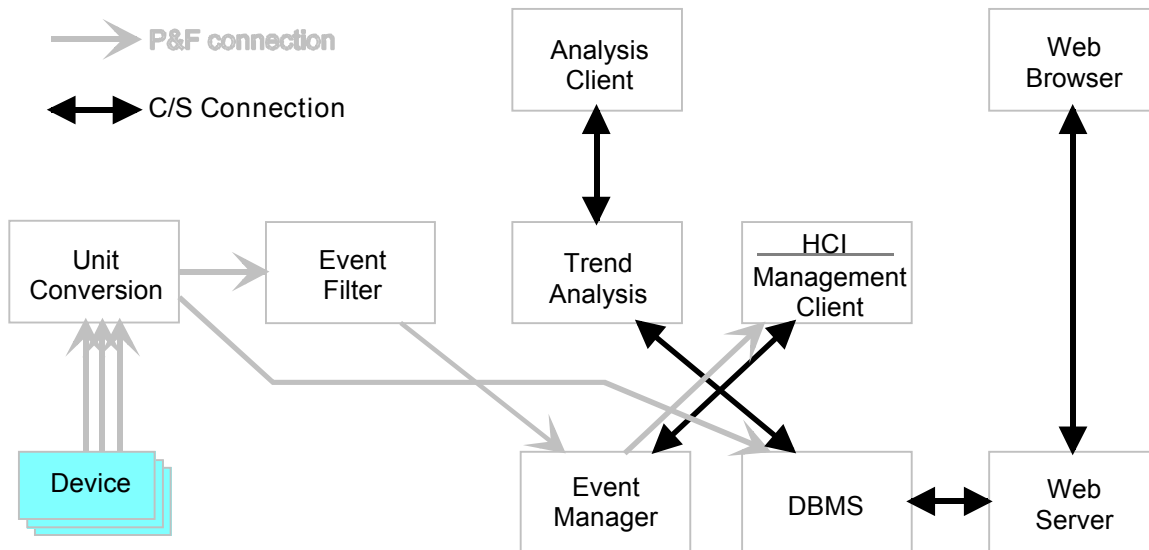 P&F connection
C/S Connection
Analysis
Client
Web
Browser
Unit
Conversion
Event
Filter
Trend
Analysis
HCI
Management
Client
Device
Event
Manager
DBMS
Web
Server